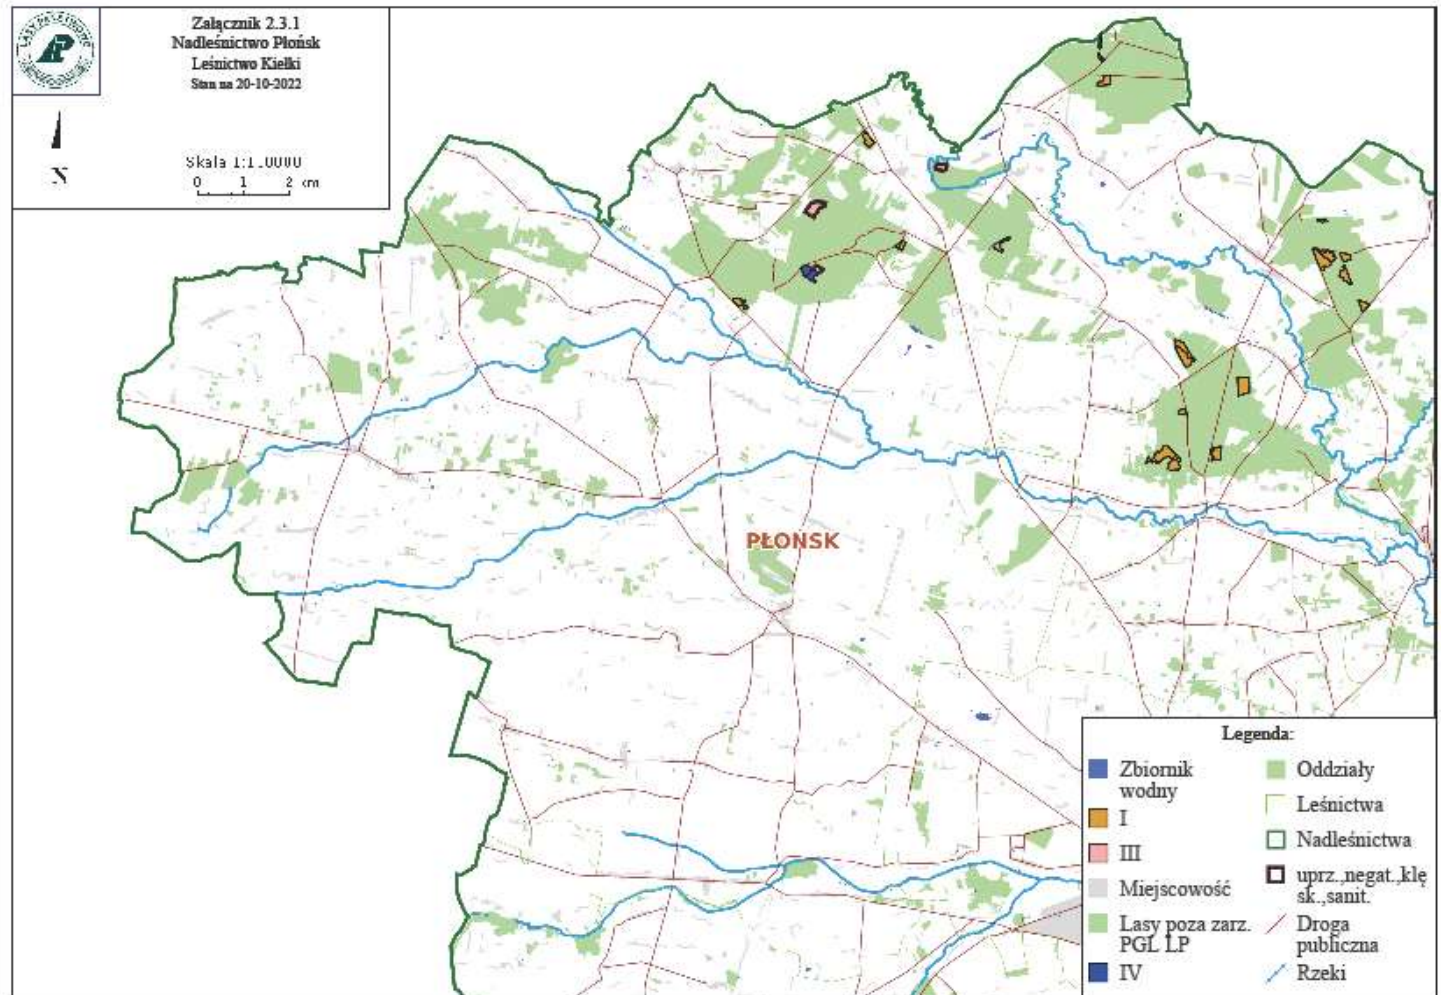 LASY PAŃSTWOWE
Załącznik 2.3.1
Nadleśnictwo Płońsk
Leśnictwo Kiełki
Stan na 20-10-2022
N
0 1 2 km
PŁOŃSK
Legenda:
Zbiornik
wodny
I
III
Miejscowość
Lasy poza zarz.
PGL LP
IV
Oddziały
Leśnictwa
Nadleśnictwa
uprz.,negat.,klę
sk.,sanit.
Droga
publiczna
Rzeki